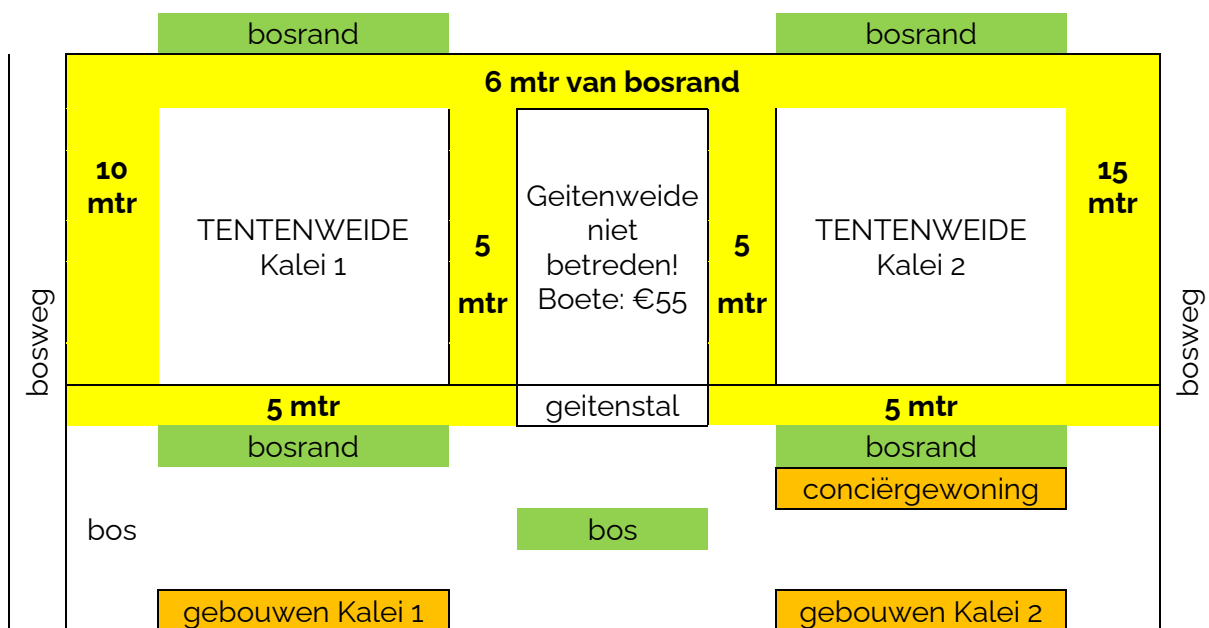 bosrand
bosrand
6 mtr van bosrand
10
mtr
TENTENWEIDE
Kalei 1
5
mtr
Geitenweide
niet
betreden!
Boete: €55
5
mtr
TENTENWEIDE
Kalei 2
15
mtr
bosweg
bosweg
5 mtr
geitenstal
5 mtr
bosrand
bosrand
conciërgewoning
bos
bos
gebouwen Kalei 1
gebouwen Kalei 2